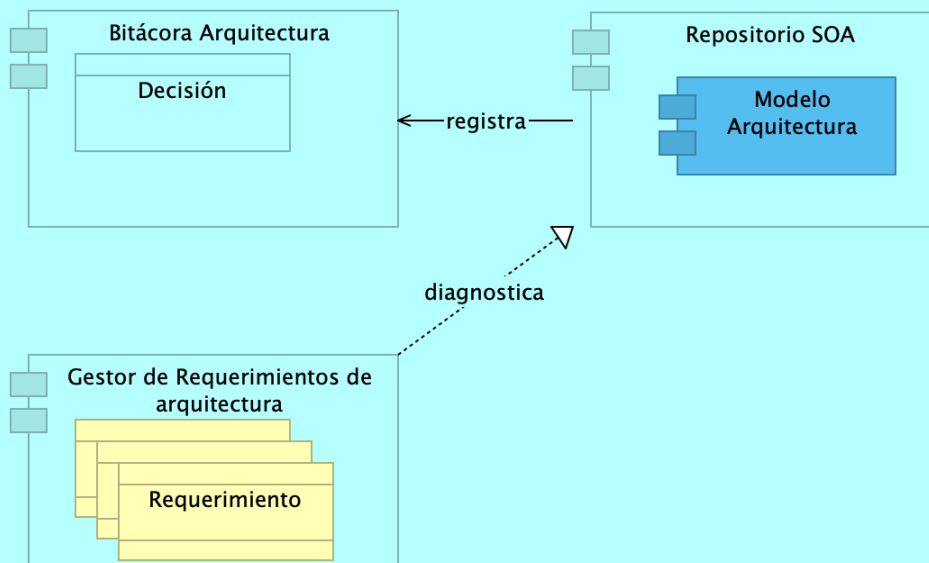 Bitácora Arquitectura
Decisión
registra
Repositorio SOA
Modelo
Arquitectura
diagnostica
Gestor de Requerimientos de
arquitectura
Requerimiento